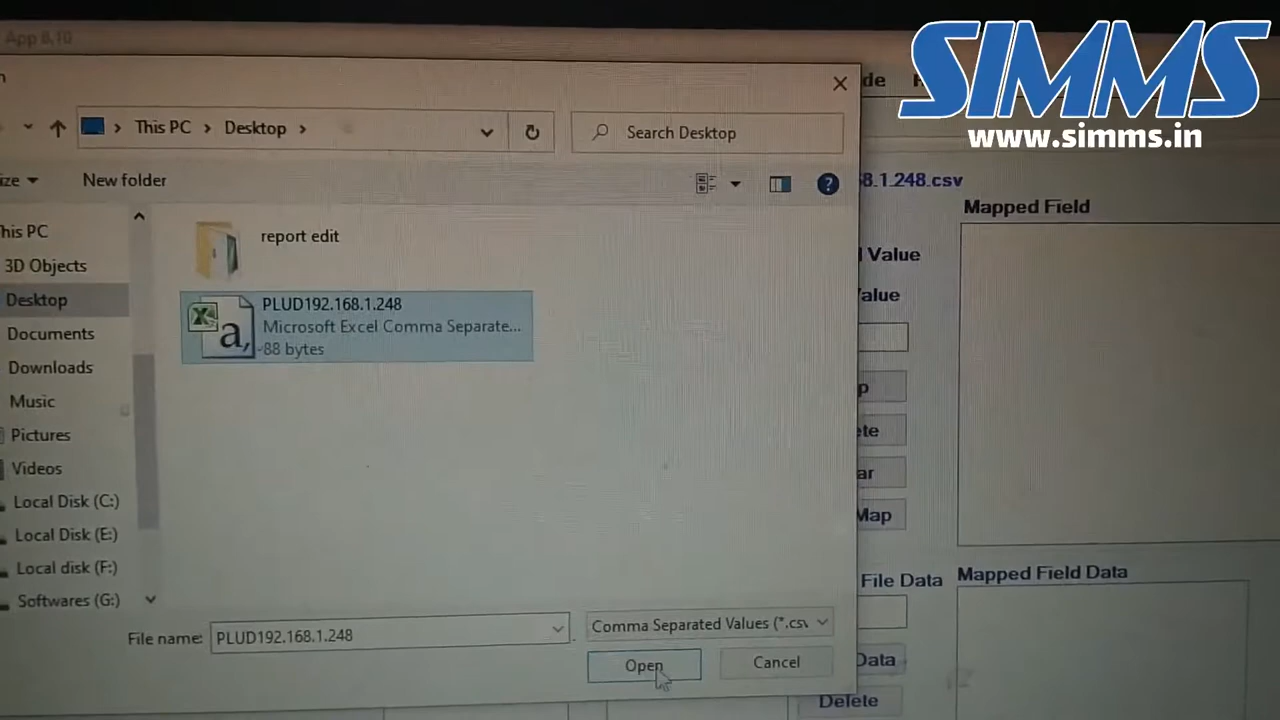 App 8.10
SIMMS
www.simms.in
This PC > Desktop >
Search Desktop
New folder
8.1.248.csv
Mapped Field
This PC
3D Objects
Desktop
Documents
Downloads
Music
Pictures
Videos
Local Disk (C:)
Local Disk (E:)
Local disk (F:)
Softwares (G:)
report edit
PLUD192.168.1.248
Microsoft Excel Comma Separate...
88 bytes
Value
Value
Map
File Data
Mapped Field Data
Data
Delete
File name:
PLUD192.168.1.248
Comma Separated Values (*.csv
Open
Cancel